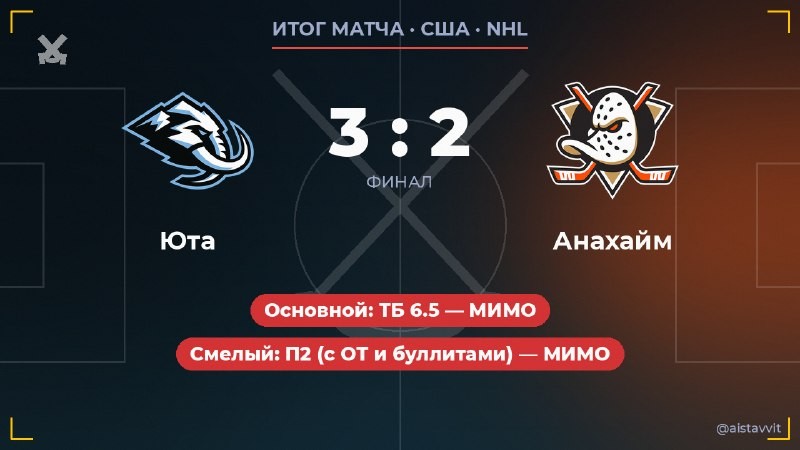 ИТОГ МАТЧА · США · NHL
3 : 2
ФИНАЛ
Юта
Анахайм
Основной: ТБ 6.5 — МИМО
Смелый: П2 (с ОТ и буллитами) — МИМО
@aistavvit